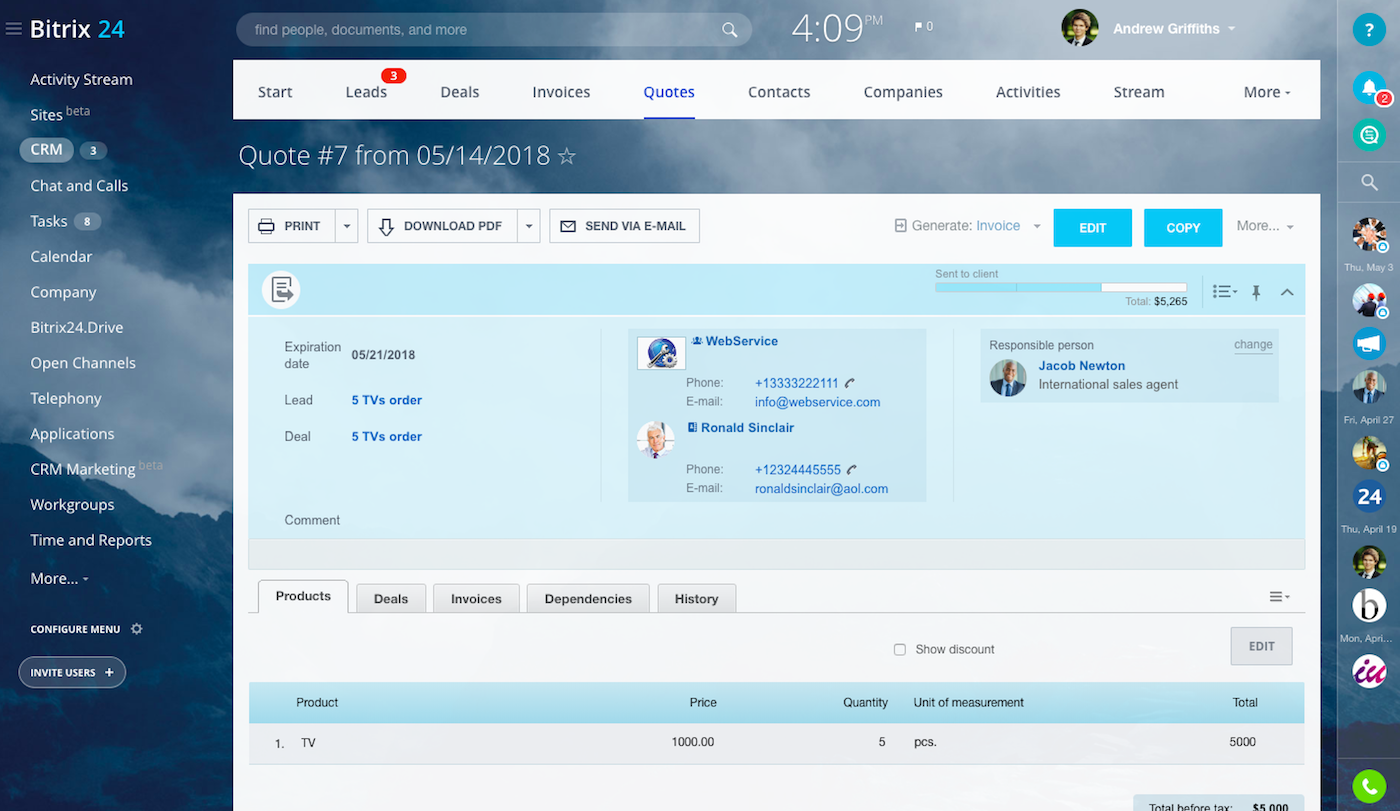 Bitrix 24
find people, documents, and more
4:09 PM
0
Andrew Griffiths
?
Activity Stream
Sites beta
CRM 3
Chat and Calls
Tasks 8
Calendar
Company
Bitrix24.Drive
Open Channels
Telephony
Applications
CRM Marketing beta
Workgroups
Time and Reports
More...
CONFIGURE MENU
INVITE USERS +
Start
Leads 3
Deals
Invoices
Quotes
Contacts
Companies
Activities
Stream
More
Quote #7 from 05/14/2018
PRINT
DOWNLOAD PDF
SEND VIA E-MAIL
Generate: Invoice
EDIT
COPY
More...
Sent to client
Total: $5,265
Expiration date 05/21/2018
Lead 5 TVs order
Deal 5 TVs order
Comment
WebService
Phone: +13333222111
E-mail: info@webservice.com
Ronald Sinclair
Phone: +12324445555
E-mail: ronaldsinclair@aol.com
Responsible person change
Jacob Newton
International sales agent
Products
Deals
Invoices
Dependencies
History
Show discount
EDIT
Product Price Quantity Unit of measurement Total
1. TV 1000.00 5 pcs. 5000
Total before tax: $5,000
2
Thu, May 3
Fri, April 27
24
Thu, April 19
b
Mon, Apri...
iu